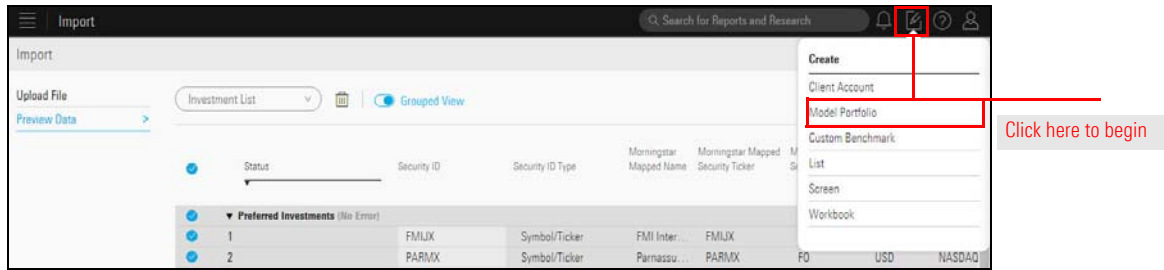 Import
Search for Reports and Research
Import
Create
Upload File
Preview Data >
Investment List
Grouped View
Client Account
Model Portfolio
Click here to begin
Custom Benchmark
List
Screen
Workbook
Status
Security ID
Security ID Type
Morningstar
Mapped Name
Morningstar Mapped
Security Ticker
▼ Preferred Investments (No Error)
1 FMIJX Symbol/Ticker FMI Inter... FMIJX
2 PARMX Symbol/Ticker Parnassu... PARMX FO USD NASDAQ